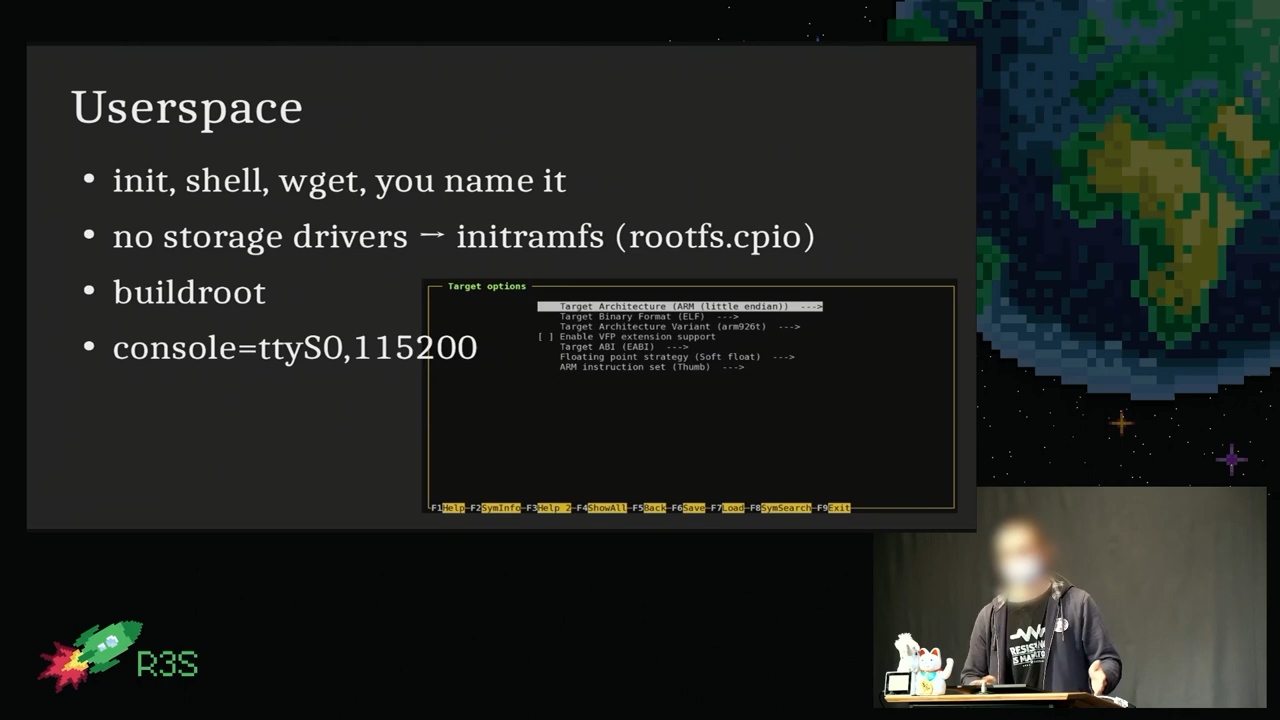 Userspace
• init, shell, wget, you name it
• no storage drivers → initramfs (rootfs.cpio)
• buildroot
• console=ttyS0,115200
Target options
Target Architecture (ARM (little endian))  --->
Target Binary Format (ELF)  --->
Target Architecture Variant (arm926t)  --->
[ ] Enable VFP extension support
Target ABI (EABI)  --->
Floating point strategy (Soft float)  --->
ARM instruction set (Thumb)  --->
F1Help F2SymInfo F3Help 2 F4ShowAll F5Back F6Save F7Load F8SymSearch F9Exit
R3S